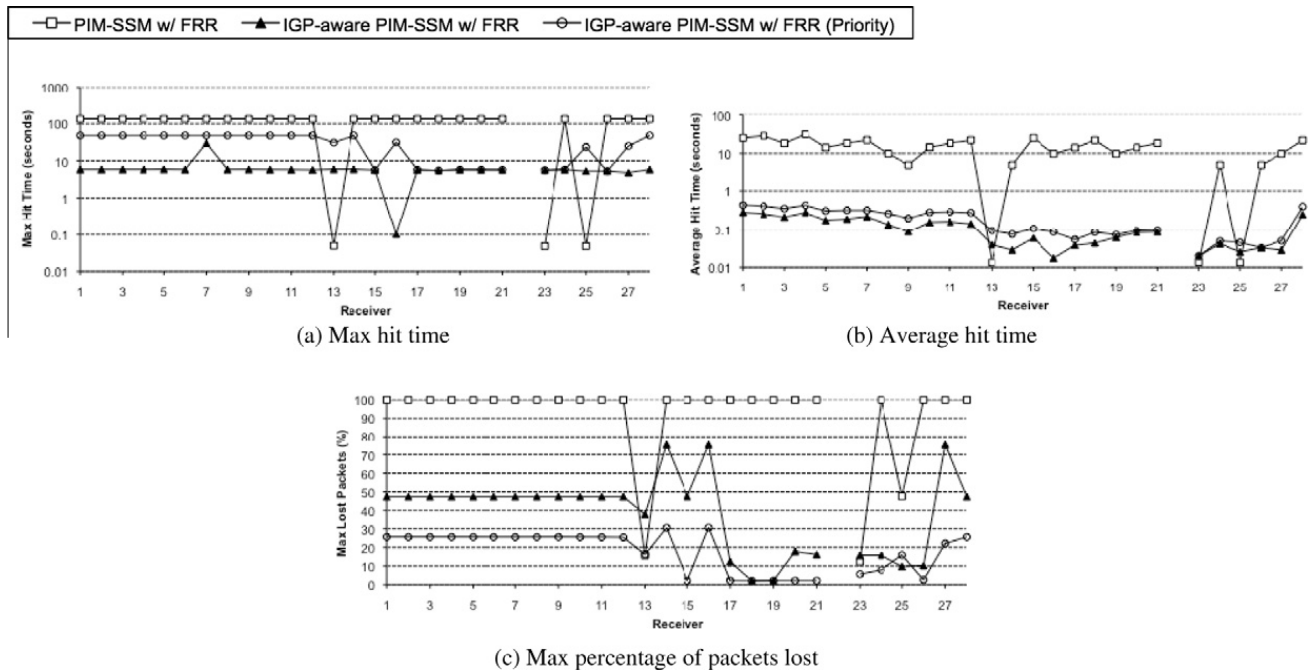 PIM-SSM w/ FRR IGP-aware PIM-SSM w/ FRR IGP-aware PIM-SSM w/ FRR (Priority)
Max Hit Time (seconds)
1000
100
10
1
0.1
0.01
1 3 5 7 9 11 13 15 17 19 21 23 25 27
Receiver
(a) Max hit time
Average Hit Time (seconds)
100
10
1
0.1
0.01
1 3 5 7 9 11 13 15 17 19 21 23 25 27
Receiver
(b) Average hit time
Max Lost Packets (%)
100
90
80
70
60
50
40
30
20
10
0
1 3 5 7 9 11 13 15 17 19 21 23 25 27
Receiver
(c) Max percentage of packets lost